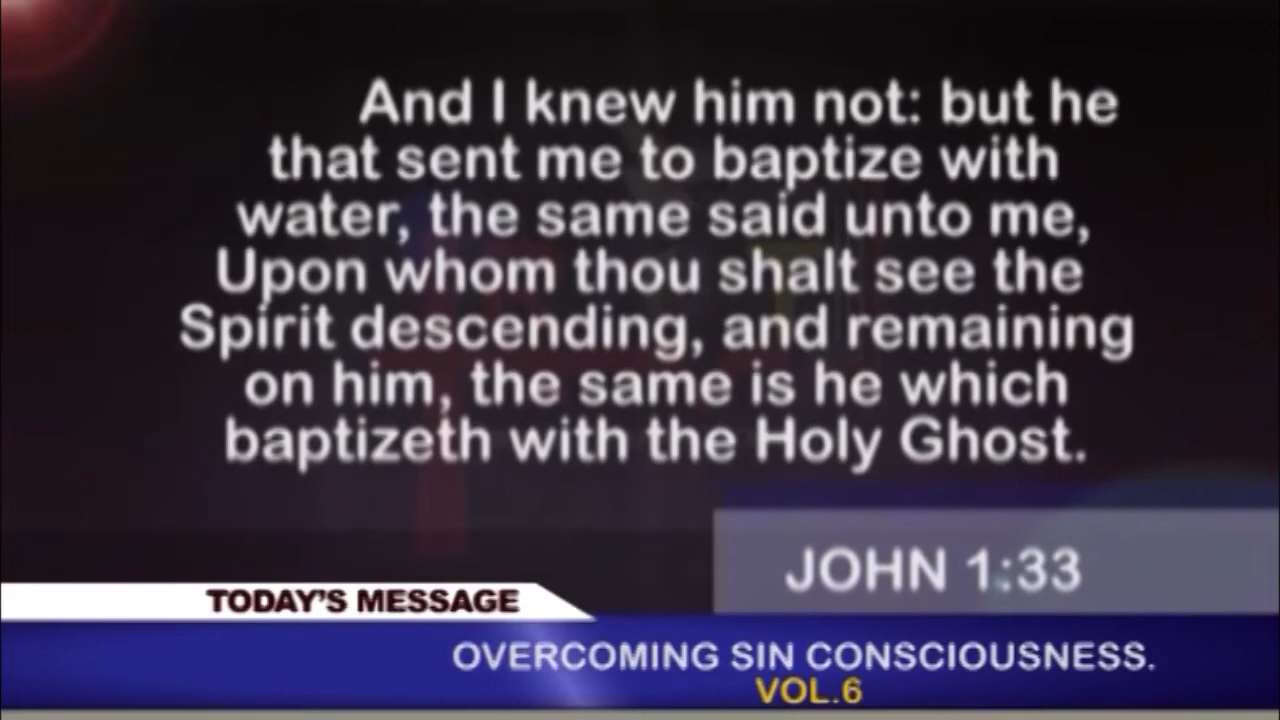 And I knew him not: but he
that sent me to baptize with
water, the same said unto me,
Upon whom thou shalt see the
Spirit descending, and remaining
on him, the same is he which
baptizeth with the Holy Ghost.
JOHN 1:33
TODAY'S MESSAGE
OVERCOMING SIN CONSCIOUSNESS.
VOL.6